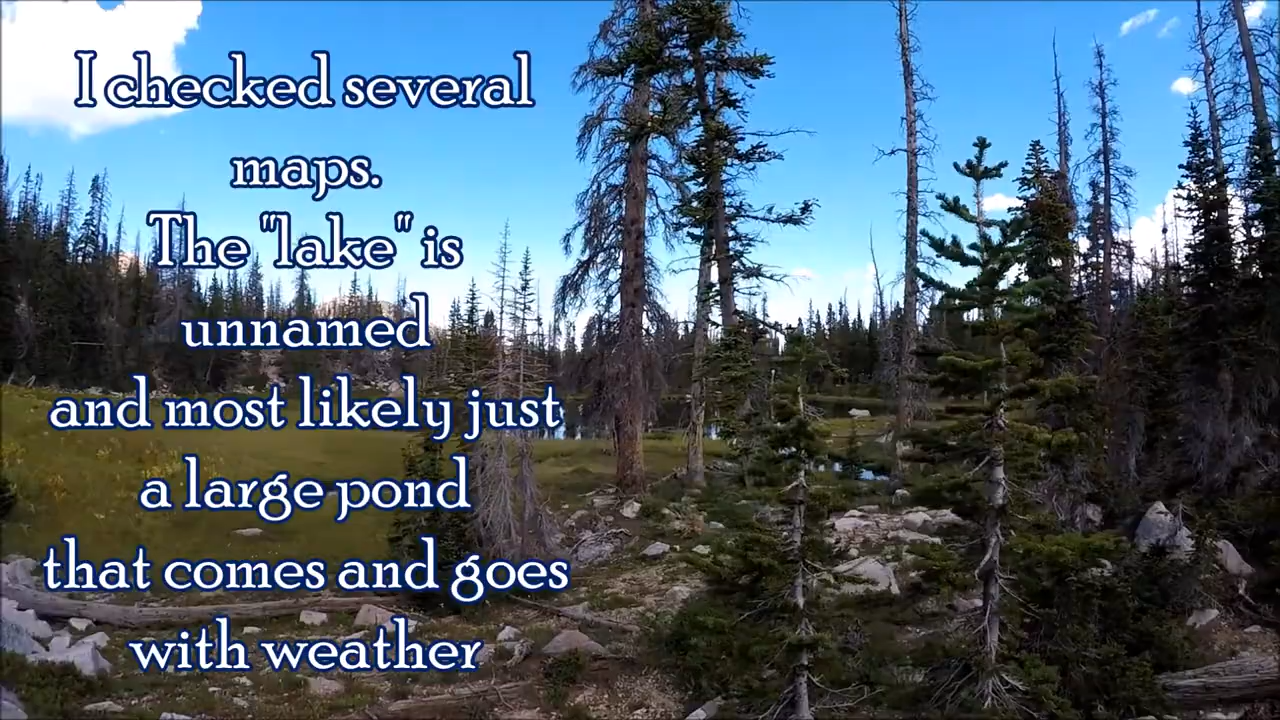 I checked several
maps.
The "lake" is
unnamed
and most likely just
a large pond
that comes and goes
with weather